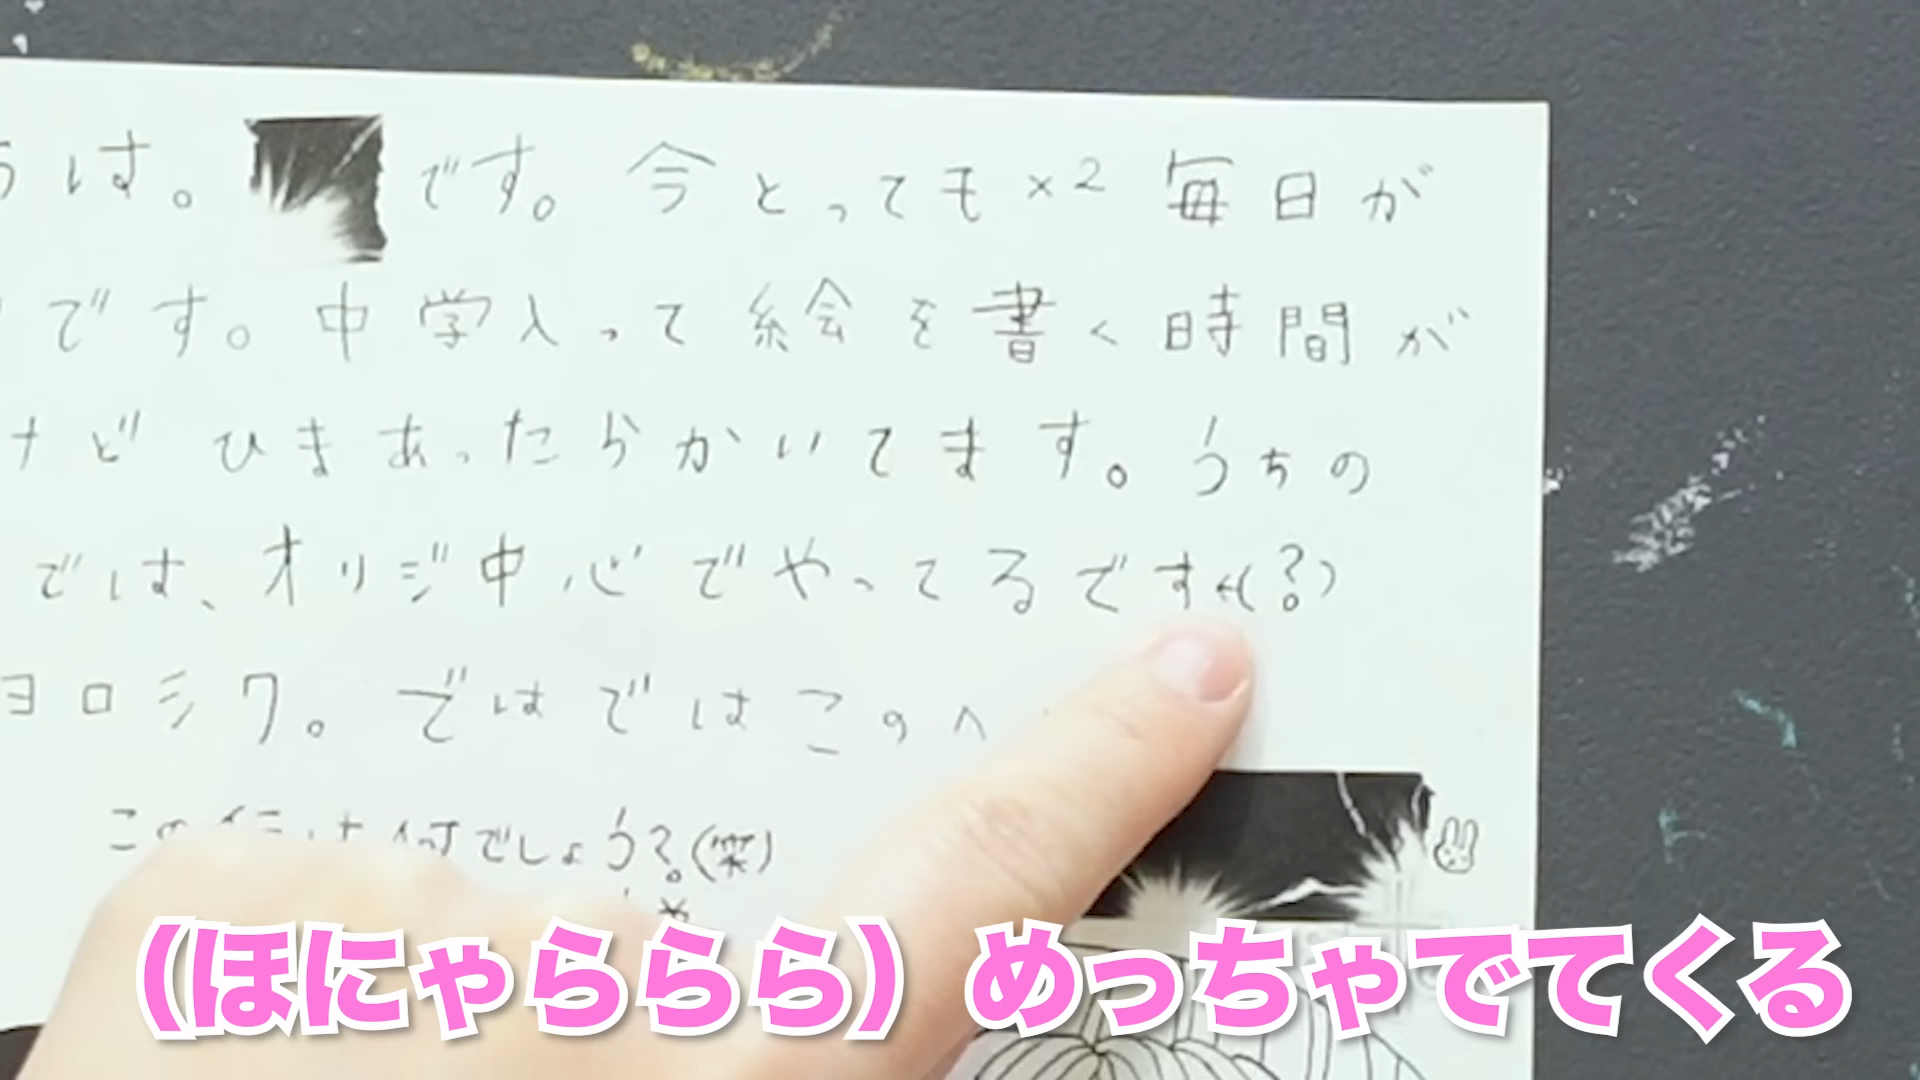 うは。 です。今とっても×2毎日が
です。中学入って絵を書く時間が
けどひまあったらかいてます。うちの
では、オリジ中心でやってるです←(?)
ヨロシク。ではではこのへ
この 何でしょう?(笑)
(ほにゃららら)めっちゃでてくる